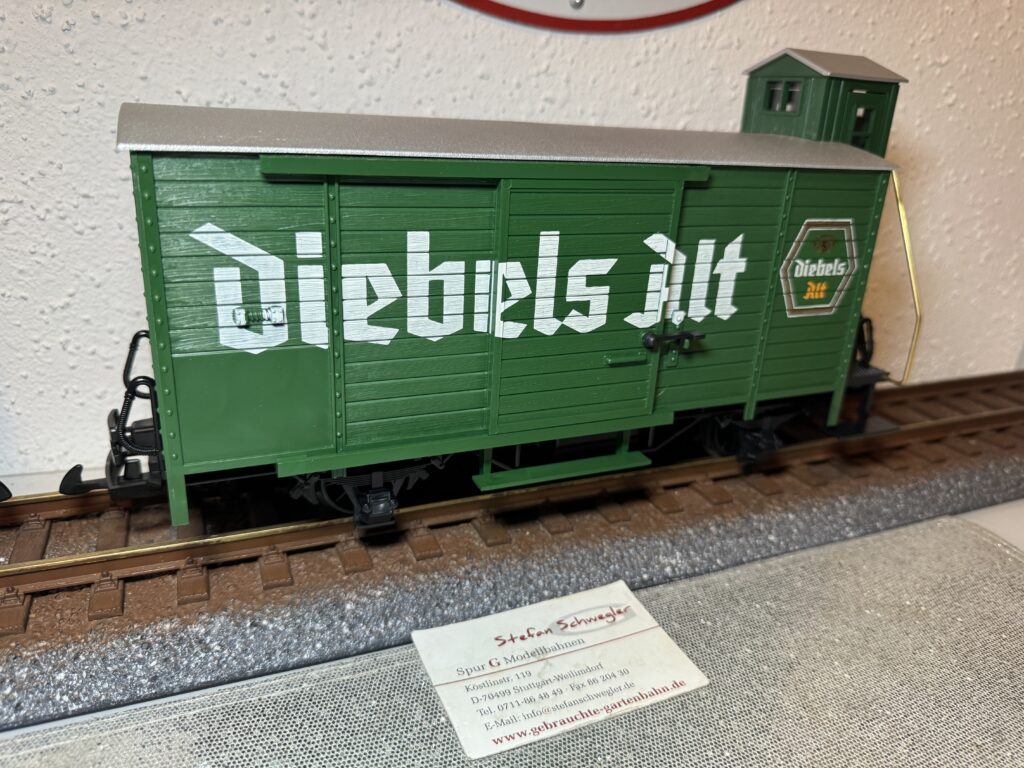 diebels Alt
diebels
Alt
Stefan Schwegler
Spur G Modellbahnen
Köstlinstr. 119
D-70499 Stuttgart-Weilimdorf
Tel. 0711-86 48 49 · Fax 86 204 30
E-Mail: info@stefanschwegler.de
www.gebrauchte-gartenbahn.de